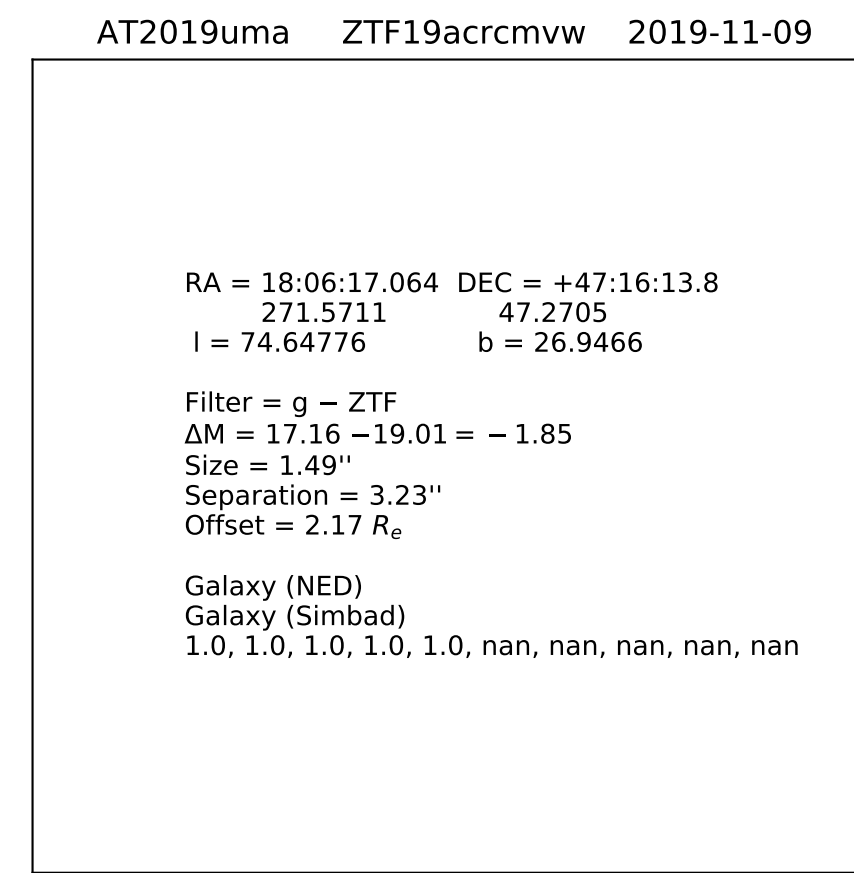 AT2019uma ZTF19acrcmvw 2019-11-09
RA = 18:06:17.064 DEC = +47:16:13.8
271.5711 47.2705
l = 74.64776 b = 26.9466
Filter = g − ZTF
ΔM = 17.16 −19.01 = − 1.85
Size = 1.49''
Separation = 3.23''
Offset = 2.17 Re
Galaxy (NED)
Galaxy (Simbad)
1.0, 1.0, 1.0, 1.0, 1.0, nan, nan, nan, nan, nan